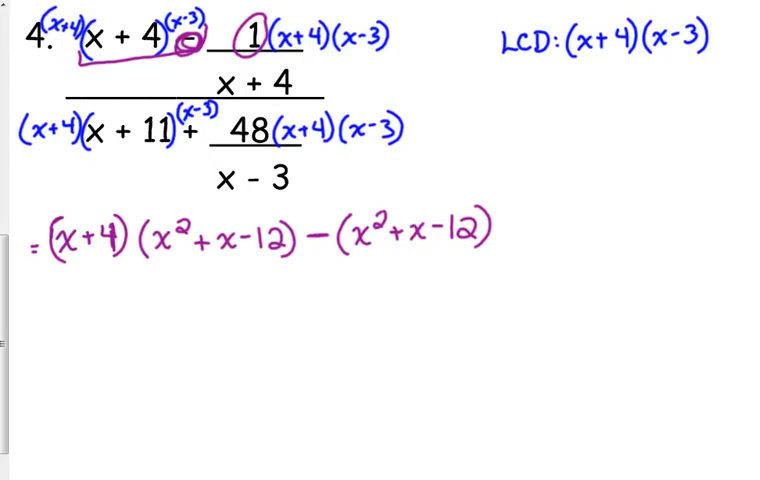 4. (x+4)(x + 4)(x-3) - 1(x+4)(x-3)
LCD: (x+4)(x-3)
x + 4
(x+4)(x + 11)(x-3) + 48(x+4)(x-3)
x - 3
= (x+4)(x²+x-12) - (x²+x-12)